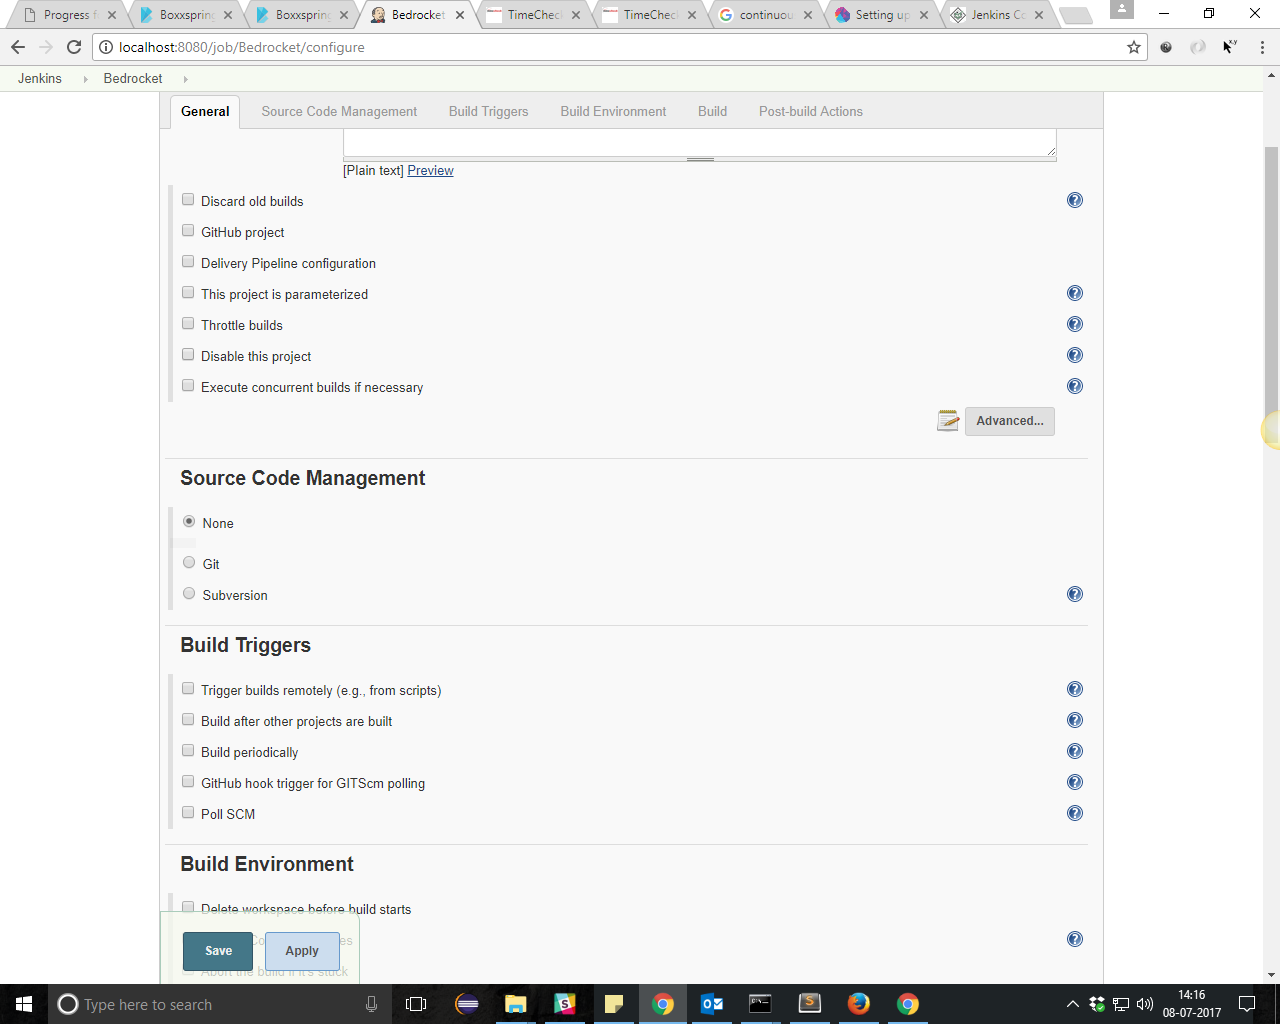 Progress f
Boxxspring
Boxxspring
Bedrocket
TimeChec
TimeChec
continuou
Setting up
Jenkins Co
localhost:8080/job/Bedrocket/configure
Jenkins
Bedrocket
General
Source Code Management
Build Triggers
Build Environment
Build
Post-build Actions
[Plain text] Preview
Discard old builds
GitHub project
Delivery Pipeline configuration
This project is parameterized
Throttle builds
Disable this project
Execute concurrent builds if necessary
Advanced...
Source Code Management
None
Git
Subversion
Build Triggers
Trigger builds remotely (e.g., from scripts)
Build after other projects are built
Build periodically
GitHub hook trigger for GITScm polling
Poll SCM
Build Environment
Delete workspace before build starts
Abort the build if it's stuck
Save
Apply
Type here to search
14:16
08-07-2017